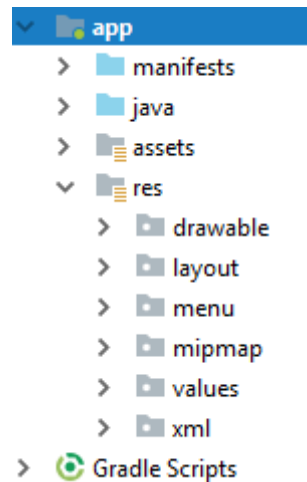 app
manifests
java
assets
res
drawable
layout
menu
mipmap
values
xml
Gradle Scripts